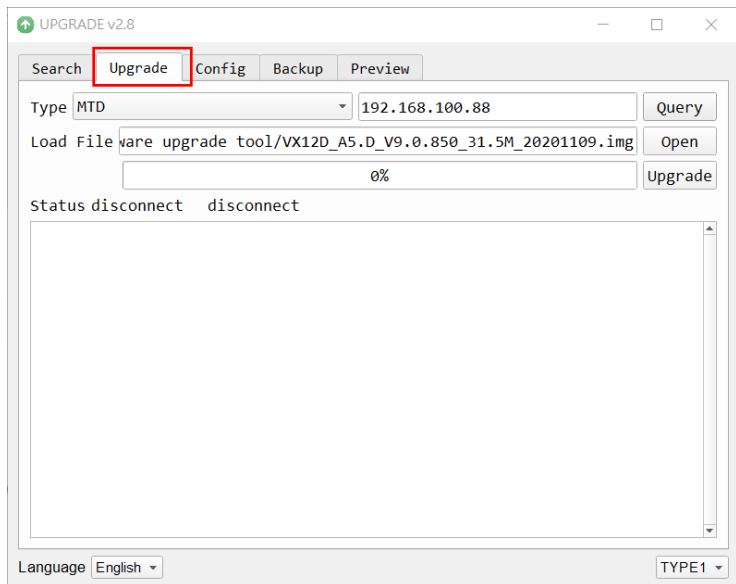 UPGRADE v2.8
Search Upgrade Config Backup Preview
Type MTD 192.168.100.88 Query
Load File ware upgrade tool/VX12D_A5.D_V9.0.850_31.5M_20201109.img Open
0% Upgrade
Status disconnect disconnect
Language English TYPE1